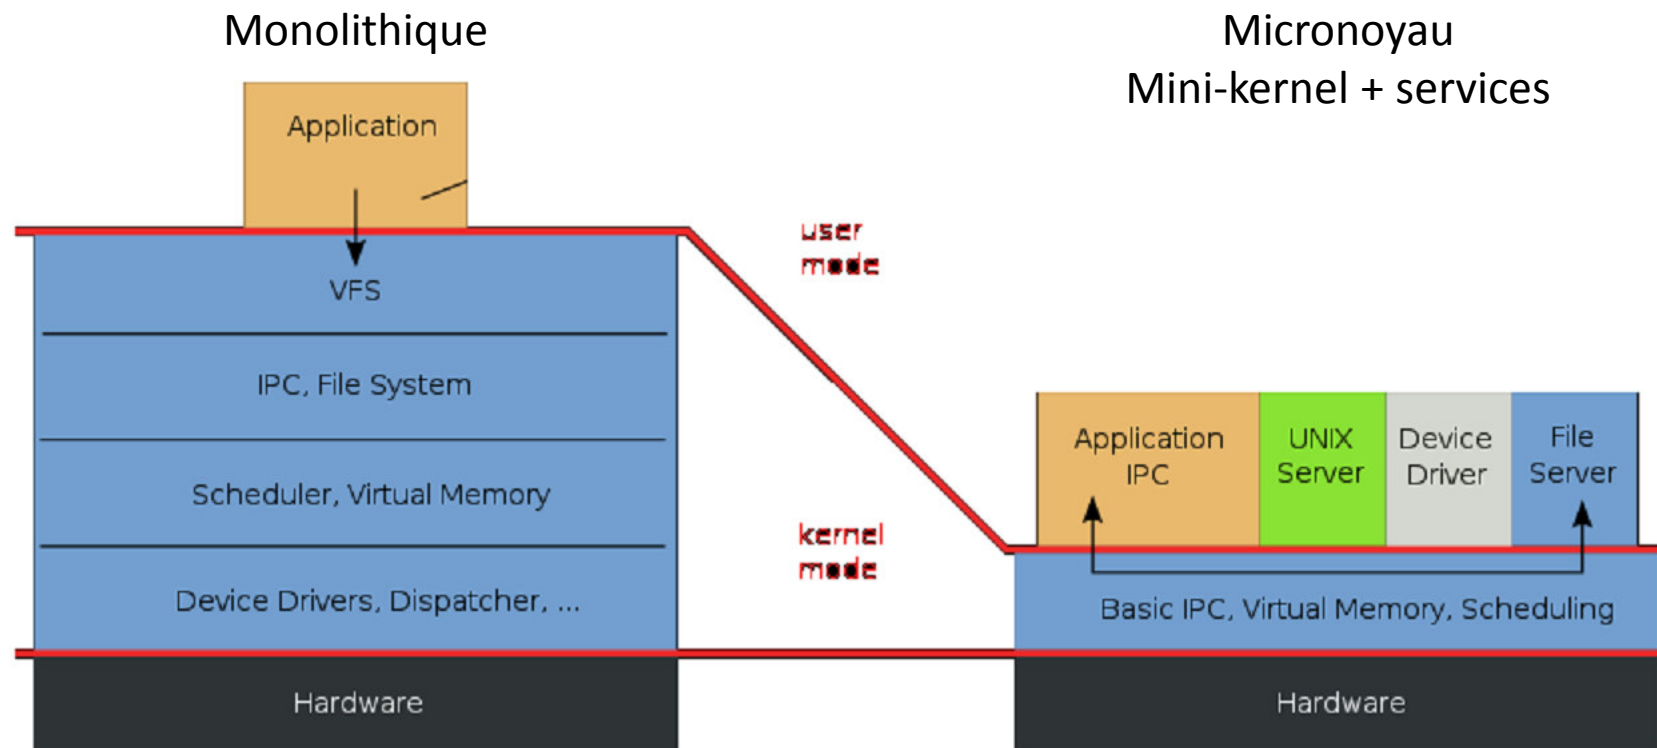 Monolithique
Application
VFS
IPC, File System
Scheduler, Virtual Memory
Device Drivers, Dispatcher, ...
Hardware
user
mode
kernel
mode
Micronoyau
Mini-kernel + services
Application
IPC
UNIX
Server
Device
Driver
File
Server
Basic IPC, Virtual Memory, Scheduling
Hardware